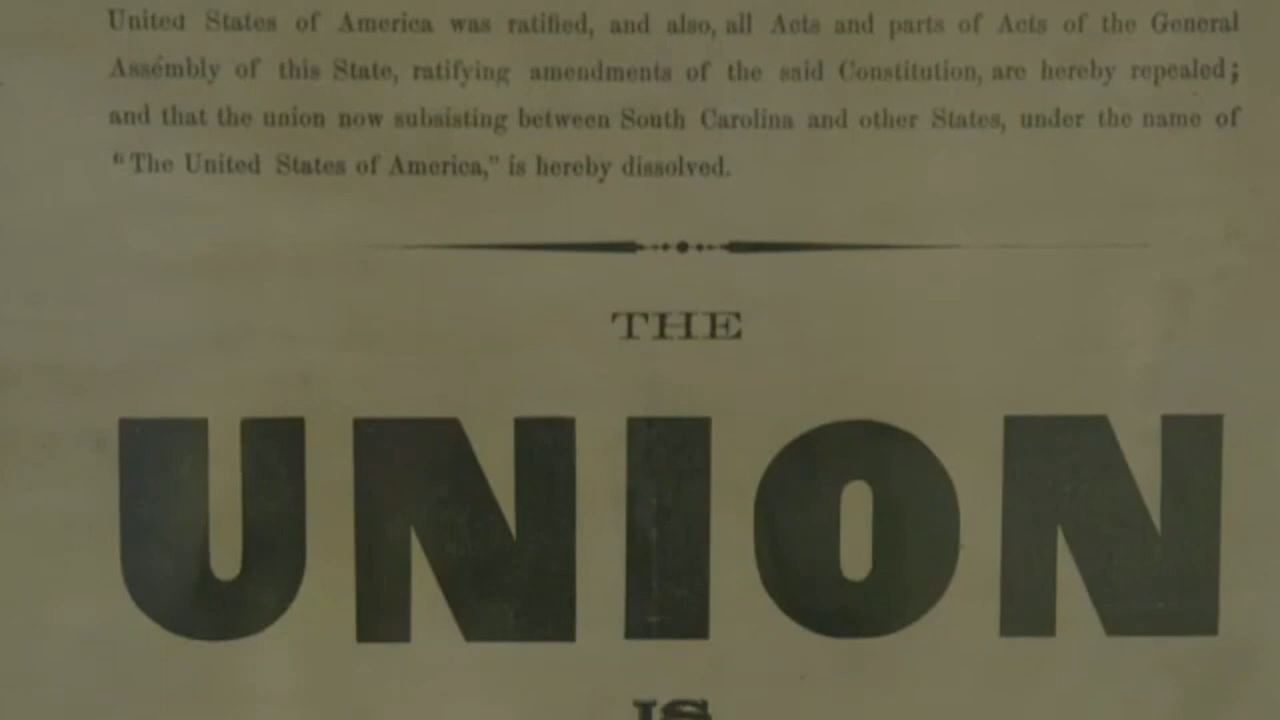 United States of America was ratified, and also, all Acts and parts of Acts of the General
Assembly of this State, ratifying amendments of the said Constitution, are hereby repealed;
and that the union now subsisting between South Carolina and other States, under the name of
"The United States of America," is hereby dissolved.
THE
UNION
IS